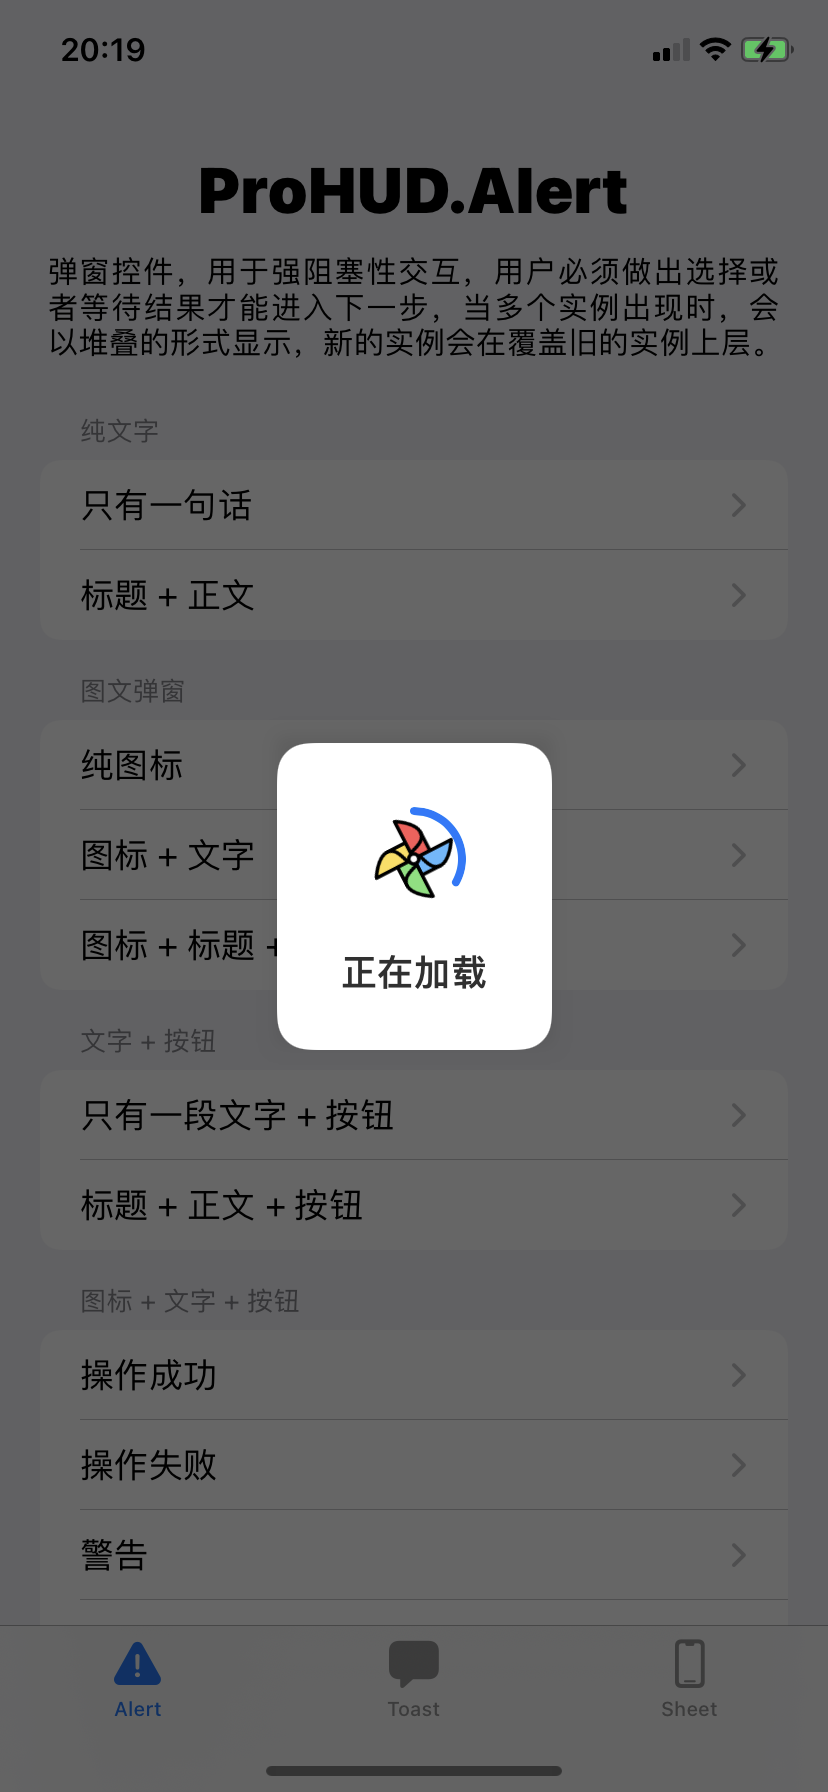 20:19
ProHUD.Alert
弹窗控件，用于强阻塞性交互，用户必须做出选择或
者等待结果才能进入下一步，当多个实例出现时，会
以堆叠的形式显示，新的实例会在覆盖旧的实例上层。
纯文字
只有一句话
标题 + 正文
图文弹窗
纯图标
图标 + 文字
图标 + 标题 +
正在加载
文字 + 按钮
只有一段文字 + 按钮
标题 + 正文 + 按钮
图标 + 文字 + 按钮
操作成功
操作失败
警告
Alert
Toast
Sheet